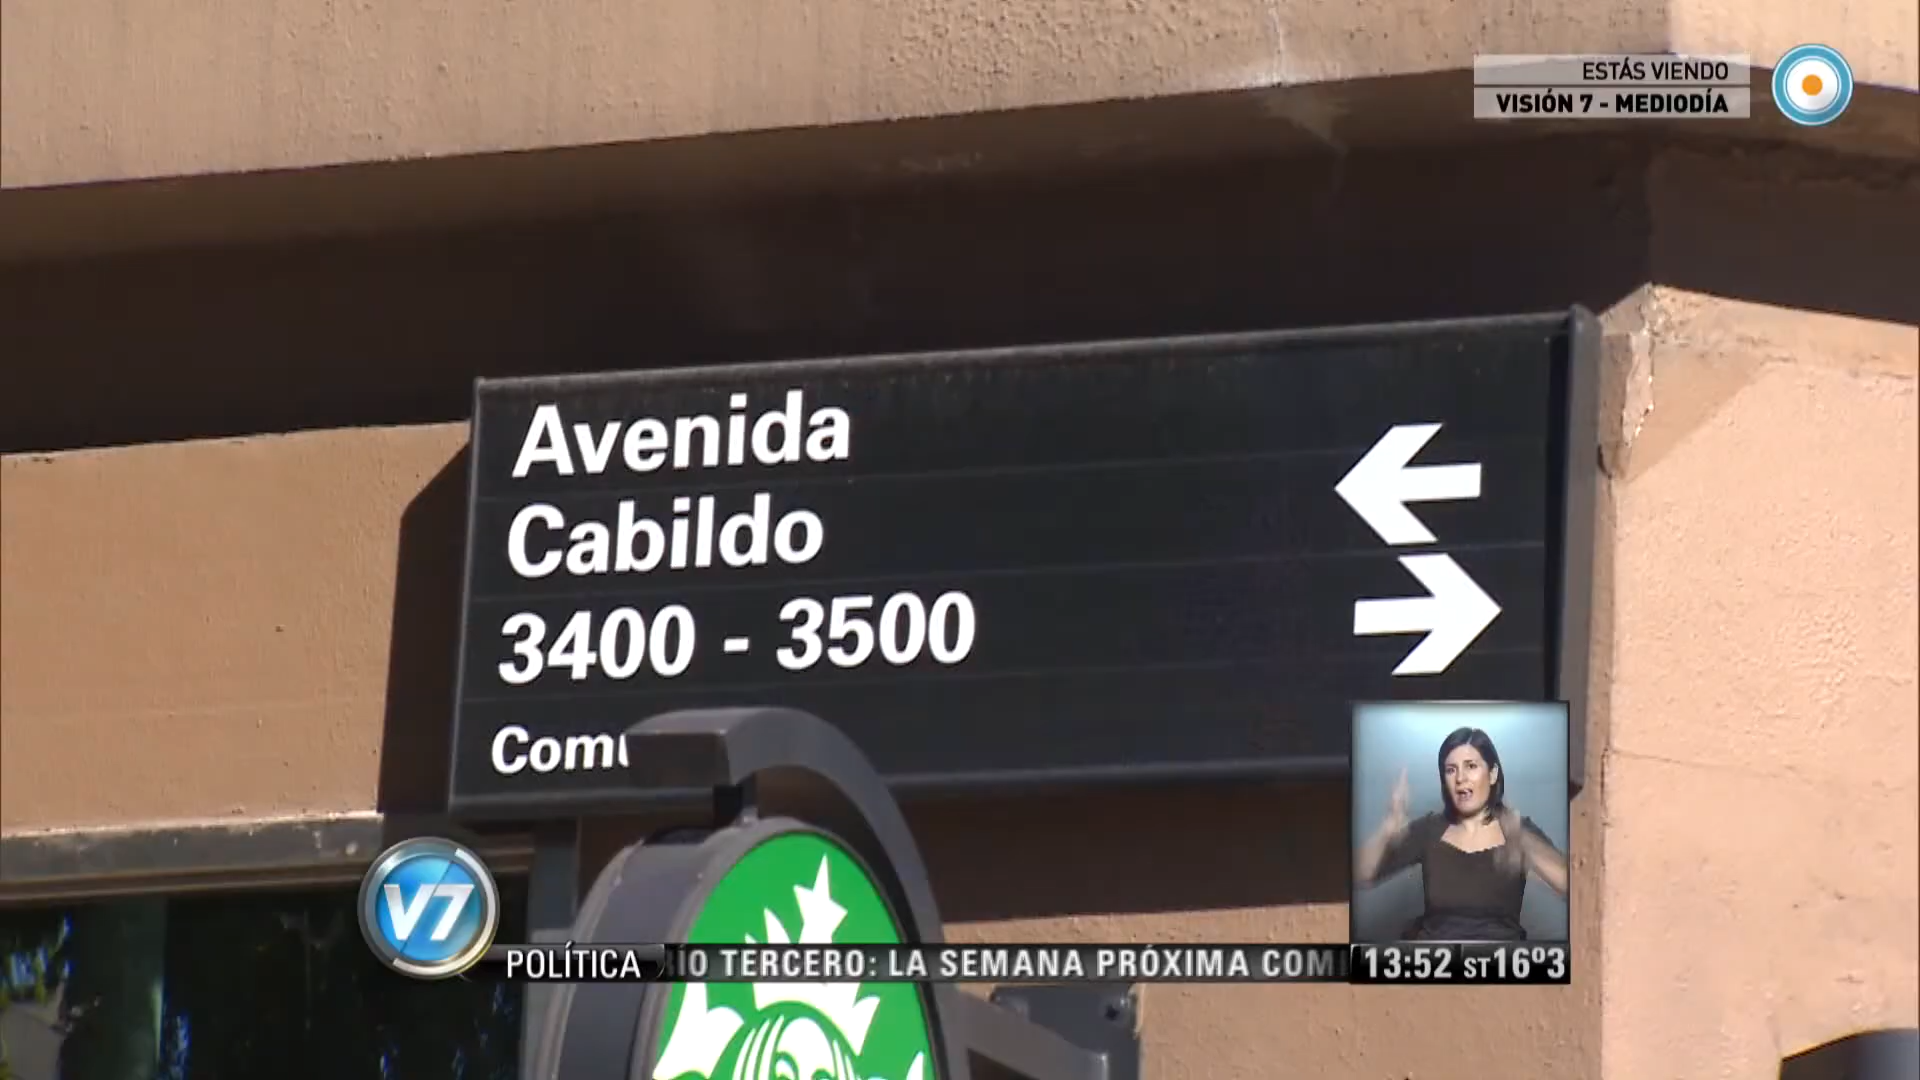 ESTÁS VIENDO
VISIÓN 7 - MEDIODÍA
Avenida
Cabildo
3400 - 3500
V7
POLÍTICA
TERCERO: LA SEMANA PRÓXIMA
13:52 ST16º3